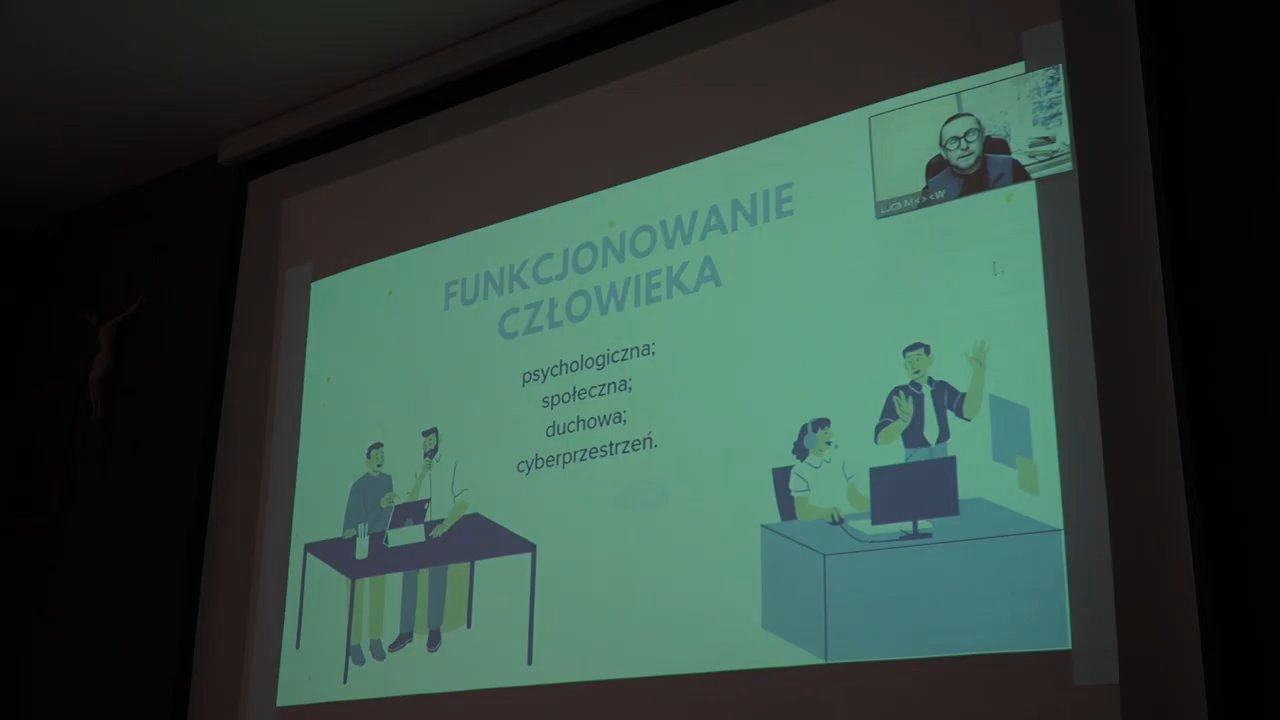 FUNKCJONOWANIE
CZŁOWIEKA
psychologiczna;
społeczna;
duchowa;
cyberprzestrzeń.